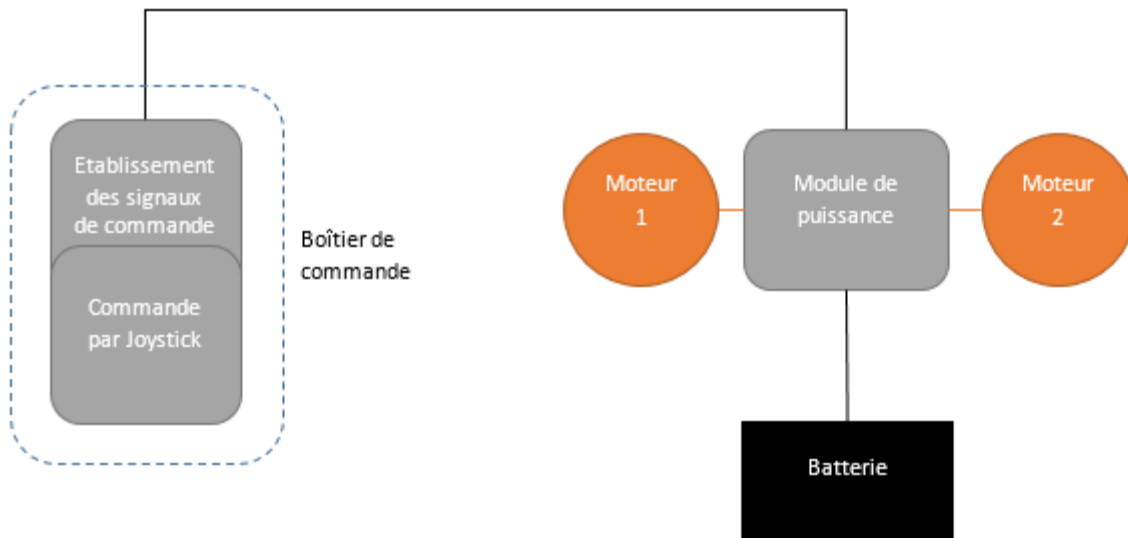 Etablissement
des signaux
de commande
Commande
par Joystick
Boîtier de
commande
Moteur
1
Module de
puissance
Moteur
2
Batterie